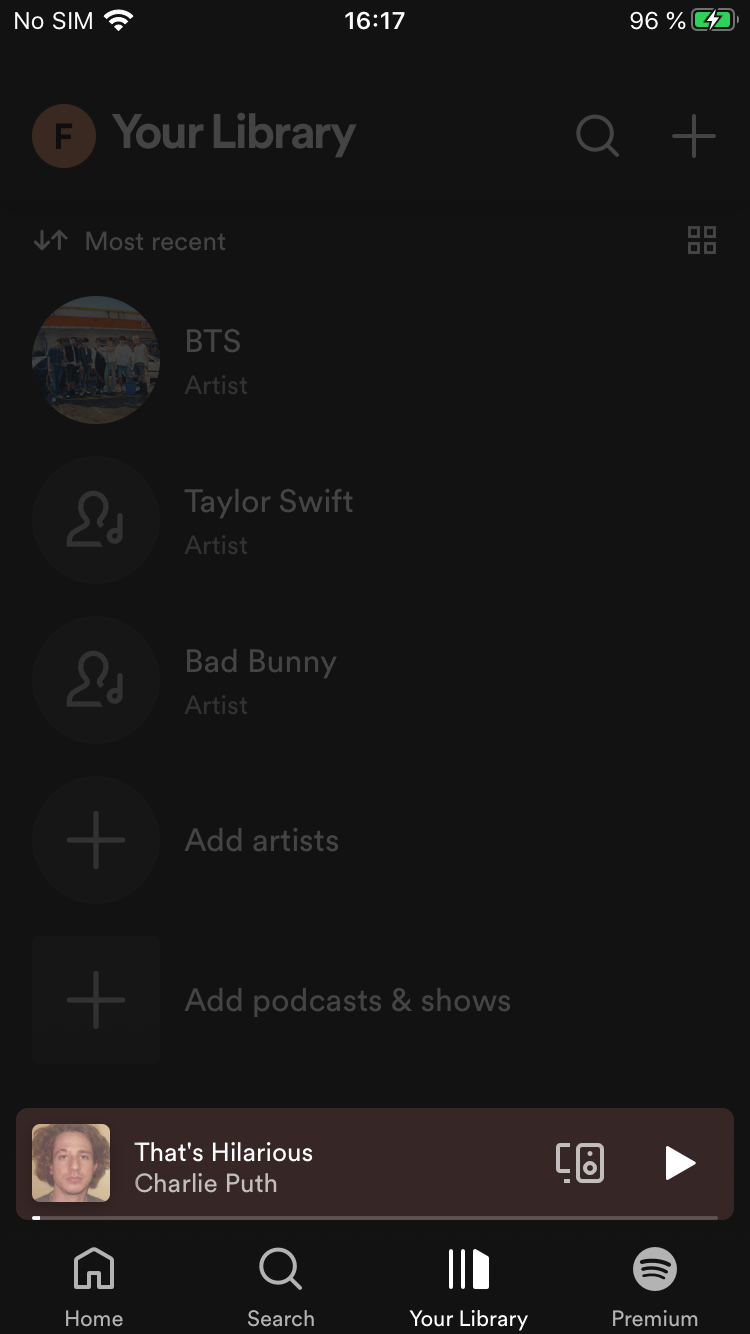 No SIM 16:17 96 %
F Your Library
Most recent
BTS
Artist
Taylor Swift
Artist
Bad Bunny
Artist
Add artists
Add podcasts & shows
That's Hilarious
Charlie Puth
Home Search Your Library Premium